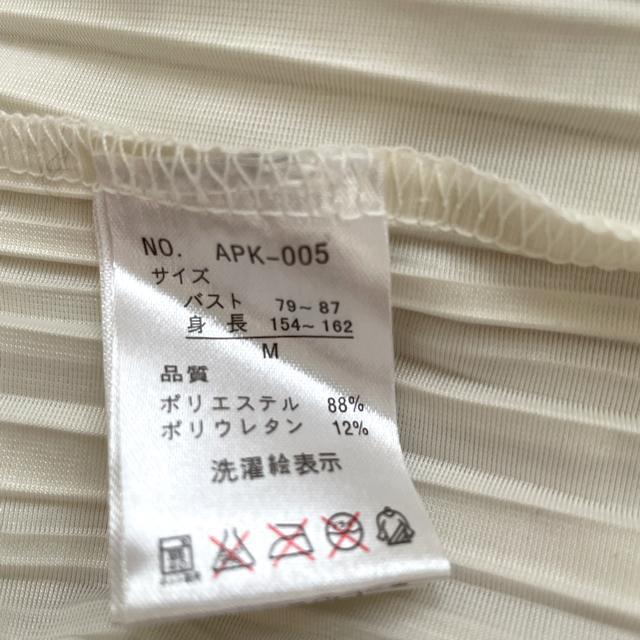 NO. APK-005
サイズ
バスト 79~87
身長 154~162
M
品質
ポリエステル 88%
ポリウレタン 12%
洗濯絵表示